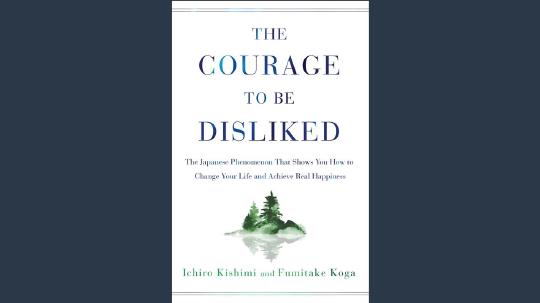 THE
COURAGE
TO BE
DISLIKED
The Japanese Phenomenon That Shows You How to
Change Your Life and Achieve Real Happiness
Ichiro Kishimi and Fumitake Koga